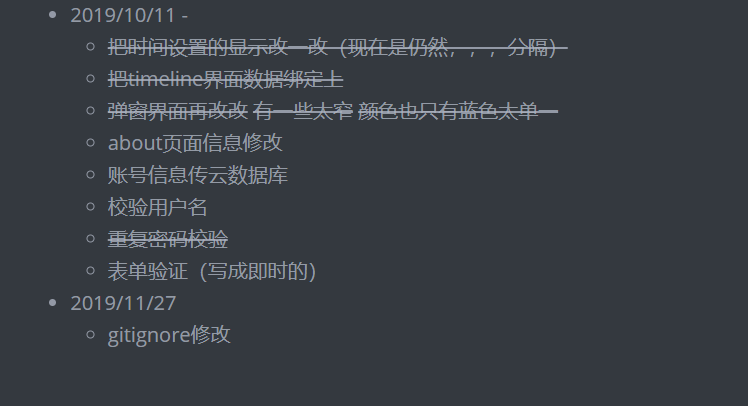 2019/10/11 -
把时间设置的显示改一改（现在是仍然，，，分隔）
把timeline界面数据绑定上
弹窗界面再改改 有一些太窄 颜色也只有蓝色太单一
about页面信息修改
账号信息传云数据库
校验用户名
重复密码校验
表单验证（写成即时的）
2019/11/27
gitignore修改